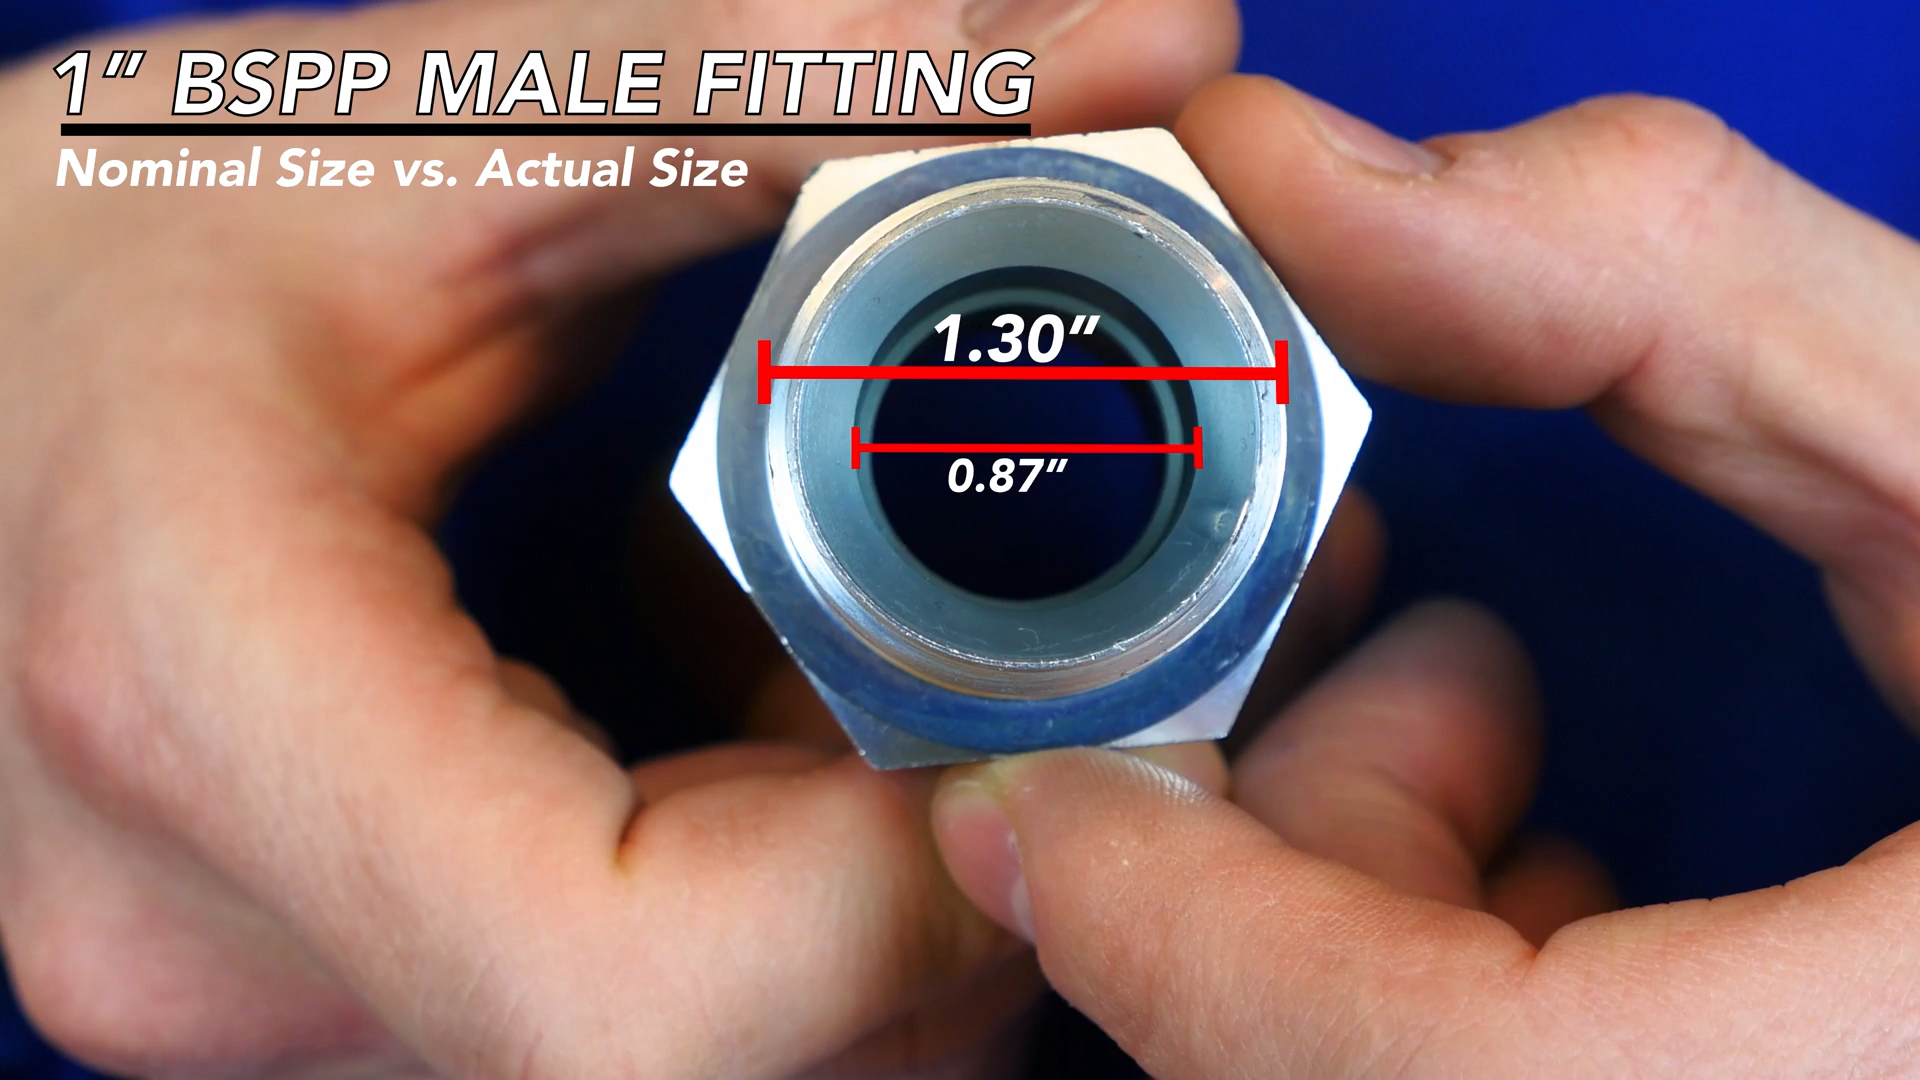 1” BSPP MALE FITTING
Nominal Size vs. Actual Size
1.30”
0.87”